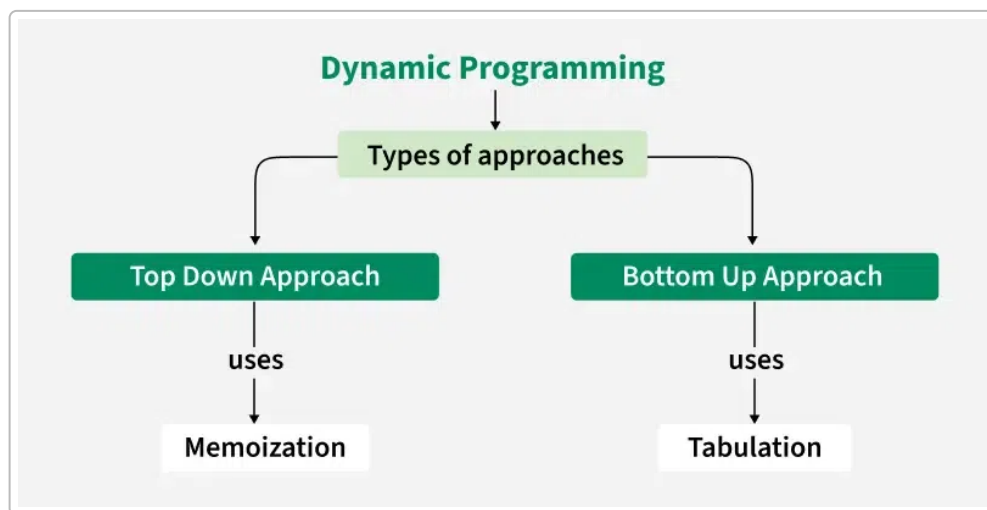 Dynamic Programming
Types of approaches
Top Down Approach
Bottom Up Approach
uses
uses
Memoization
Tabulation